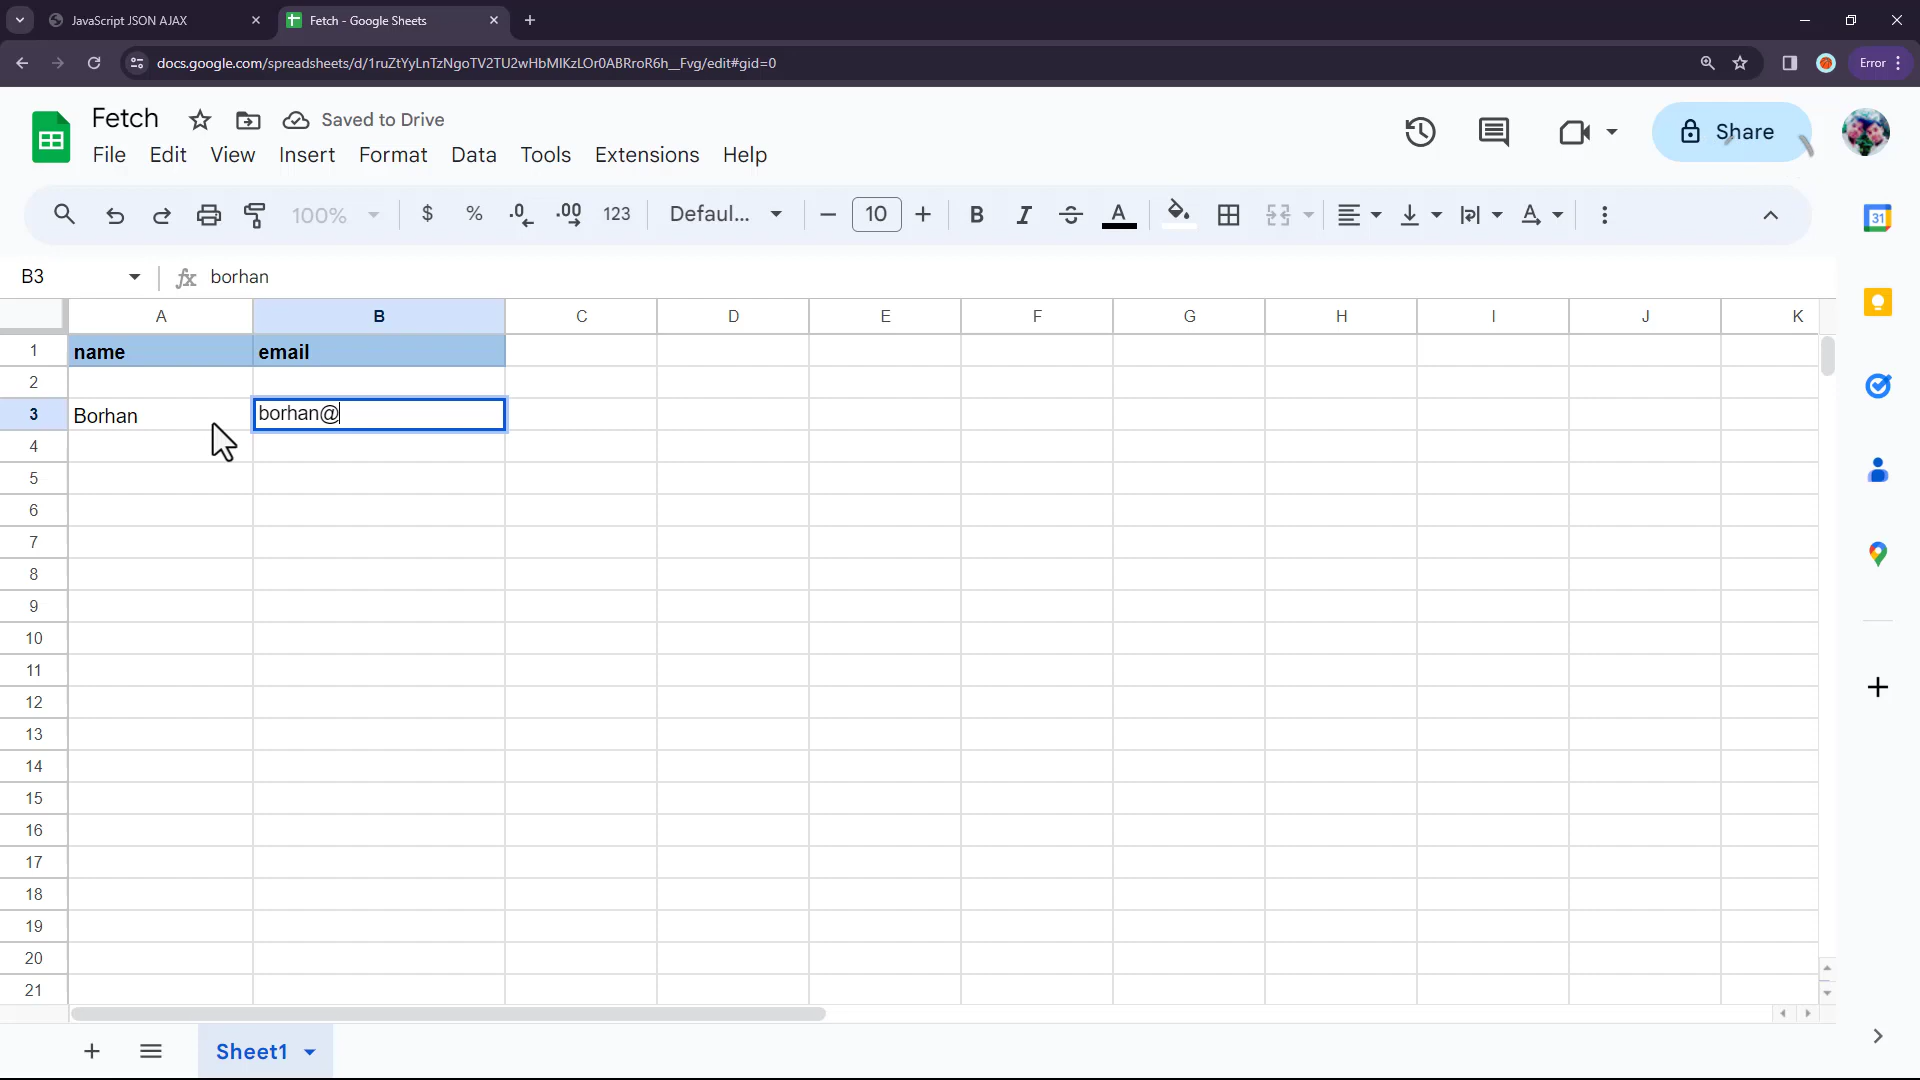 JavaScript JSON AJAX
Fetch - Google Sheets
docs.google.com/spreadsheets/d/1ruZtYyLnTzNgoTV2TU2wHbMlKzLOr0ABRroR6h__Fvg/edit#gid=0
Error
Fetch
Saved to Drive
Share
File Edit View Insert Format Data Tools Extensions Help
100% $ % .0 .00 123 Defaul... 10 B I S A A
31
B3 fx borhan
A B C D E F G H I J K
1 name email
2
3 Borhan borhan@
4
5
6
7
8
9
10
11
12
13
14
15
16
17
18
19
20
21
Sheet1